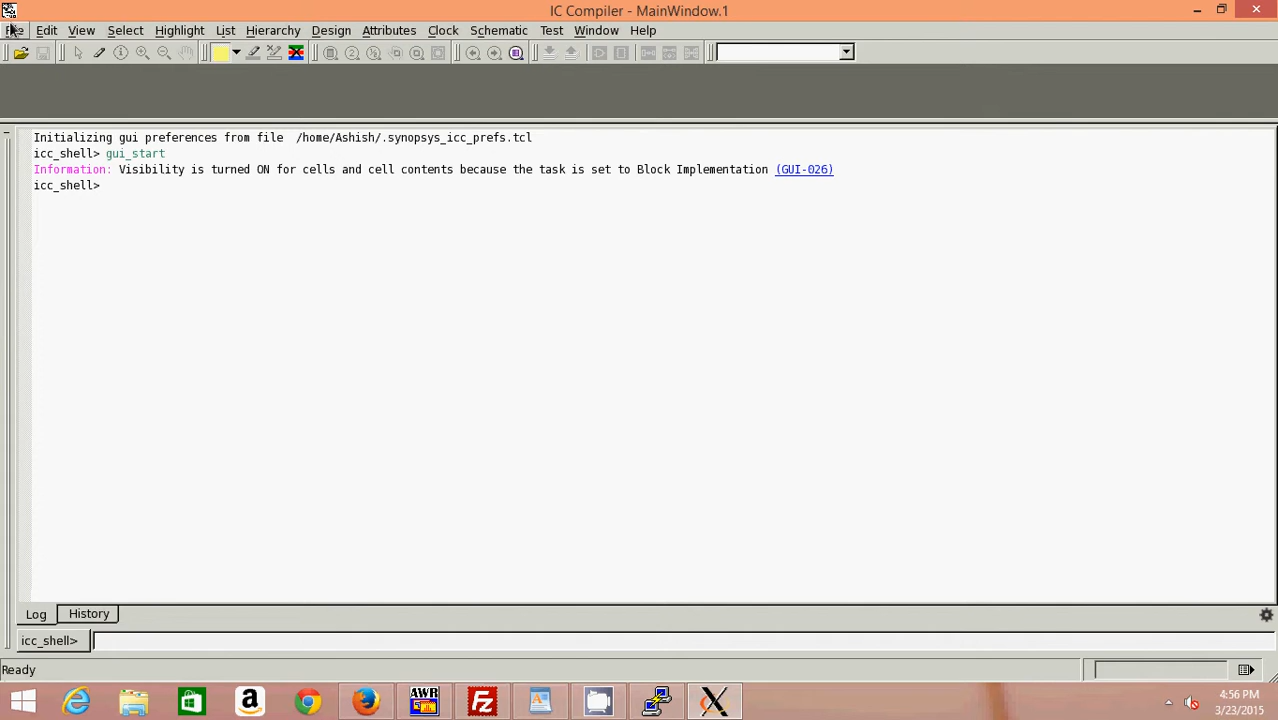 IC Compiler - MainWindow.1
Edit View Select Highlight List Hierarchy Design Attributes Clock Schematic Test Window Help
Initializing gui preferences from file /home/Ashish/.synopsys_icc_prefs.tcl
icc_shell> gui_start
Information: Visibility is turned ON for cells and cell contents because the task is set to Block Implementation (GUI-026)
icc_shell>
Log History
icc_shell>
Ready
4:56 PM
3/23/2015